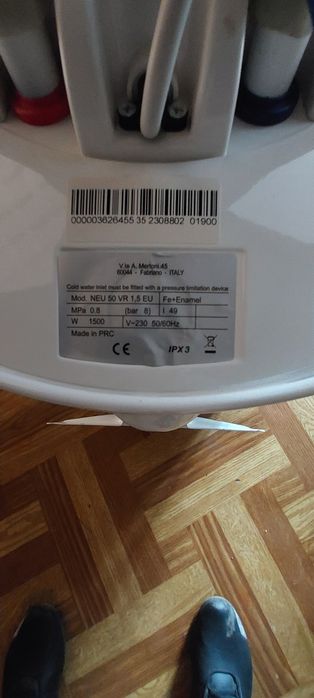 000003626455 35 2308802 01900
V.le A. Merloni,45
60044 - Fabriano - ITALY
Cold water inlet must be fitted with a pressure limitation device
Mod. NEU 50 VR 1,5 EU Fe+Enamel
MPa 0.8 (bar 8) l 49
W 1500 V~230 50/60Hz
Made in PRC
CE IPX3